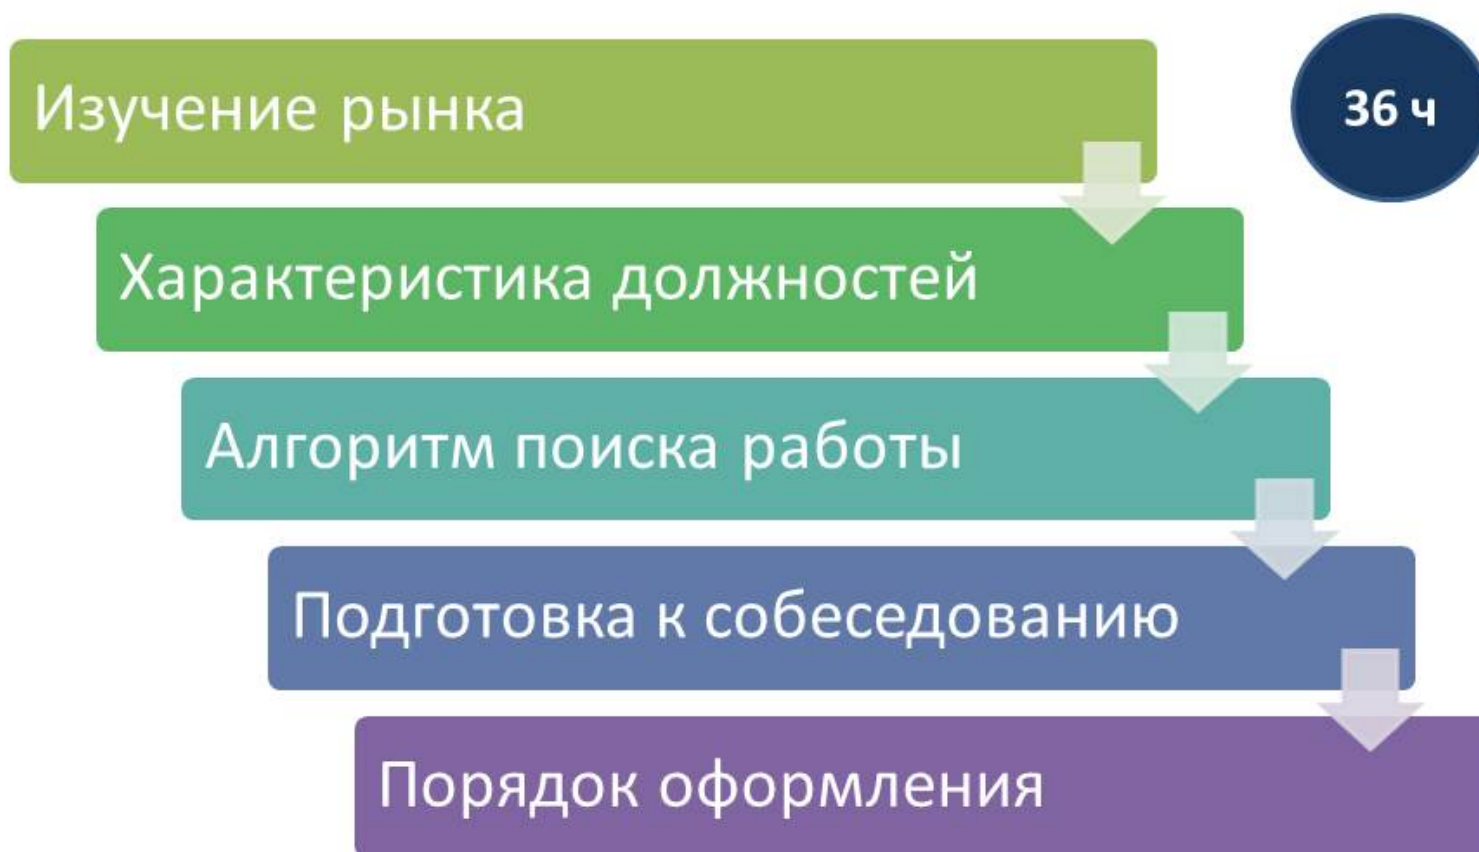 Изучение рынка
36 ч
Характеристика должностей
Алгоритм поиска работы
Подготовка к собеседованию
Порядок оформления